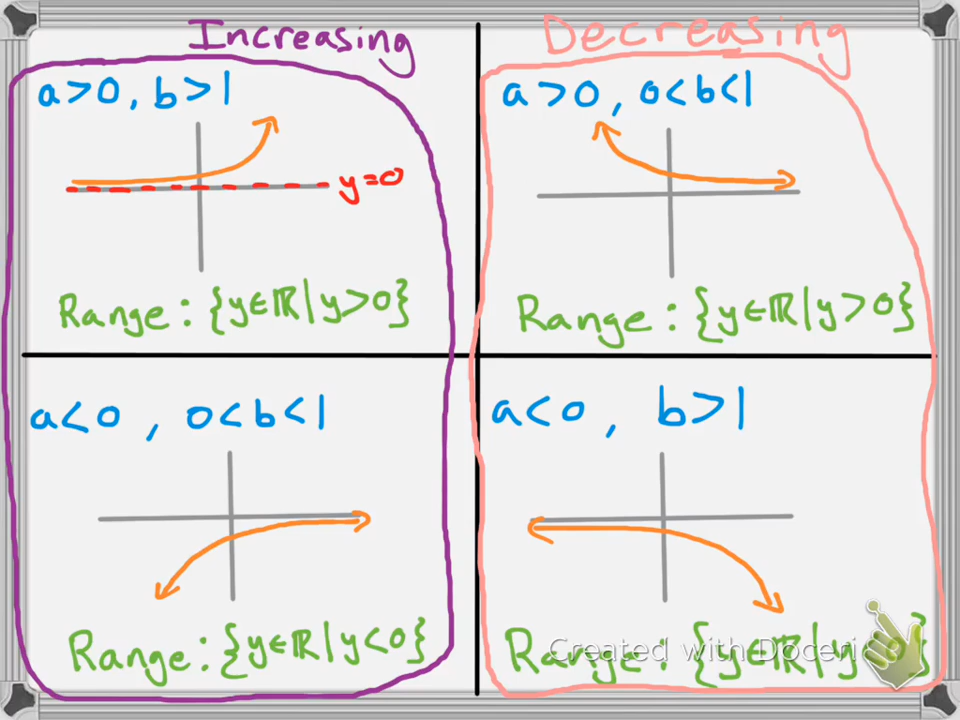 Increasing
Decreasing
a>0, b>1
a>0, 0<b<1
y=0
Range: {y∈ℝ|y>0}
Range: {y∈ℝ|y>0}
a<0, 0<b<1
a<0, b>1
Range: {y∈ℝ|y<0}
Range: {y∈ℝ|y
Created with Doceri